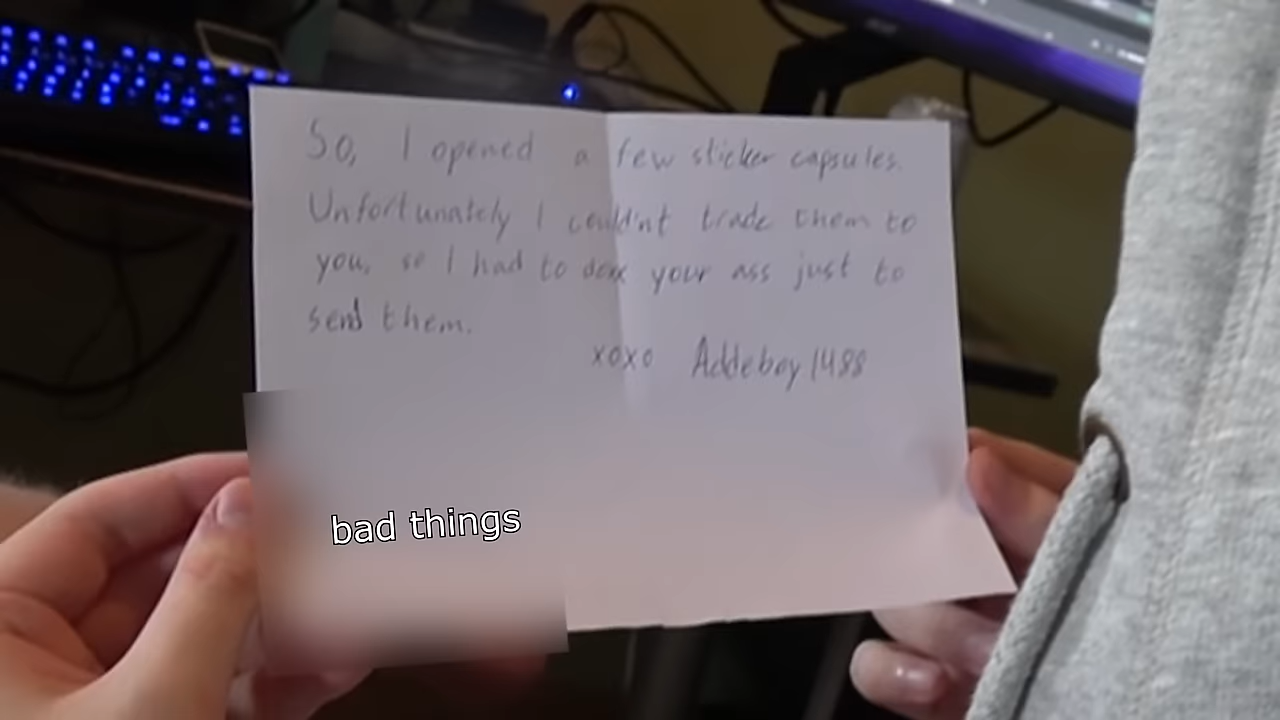 So, I opened a few sticker capsules.
Unfortunately I couldn't trade them to
you, so I had to dox your ass just to
send them.
xoxo Addeboy1488
bad things